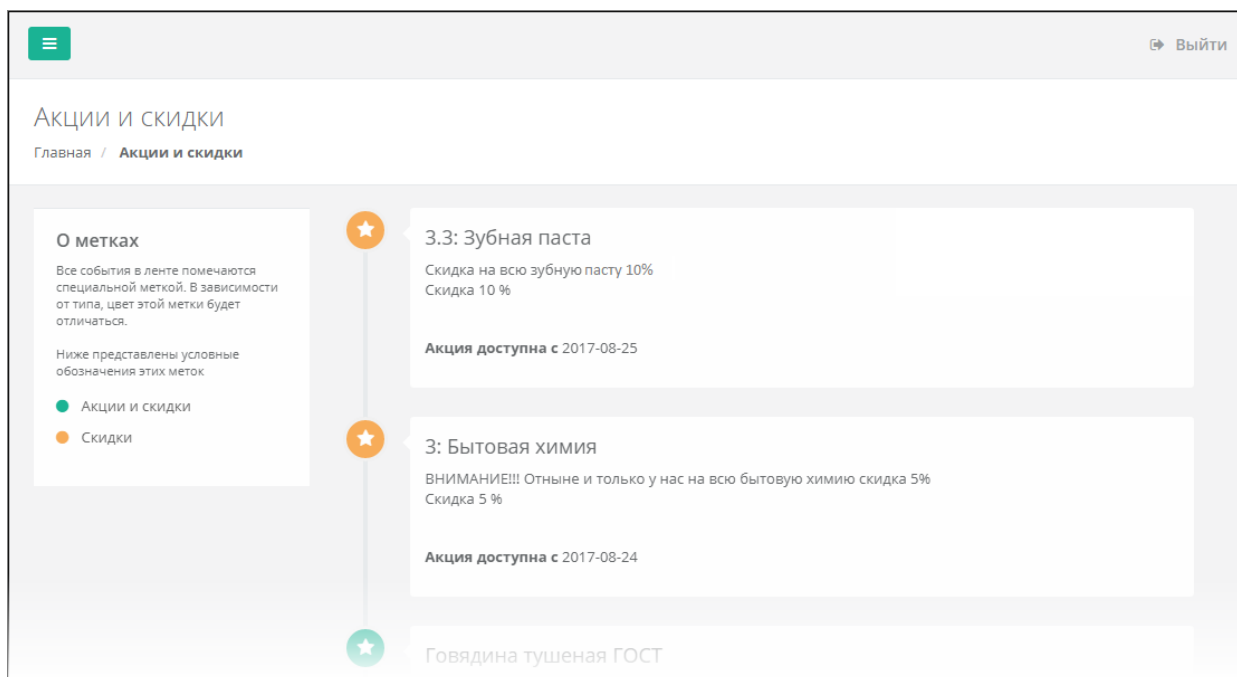 Выйти
Акции и скидки
Главная / Акции и скидки
О метках
Все события в ленте помечаются
специальной меткой. В зависимости
от типа, цвет этой метки будет
отличаться.
Ниже представлены условные
обозначения этих меток
Акции и скидки
Скидки
3.3: Зубная паста
Скидка на всю зубную пасту 10%
Скидка 10 %
Акция доступна с 2017-08-25
3: Бытовая химия
ВНИМАНИЕ!!! Отныне и только у нас на всю бытовую химию скидка 5%
Скидка 5 %
Акция доступна с 2017-08-24
Говядина тушеная ГОСТ